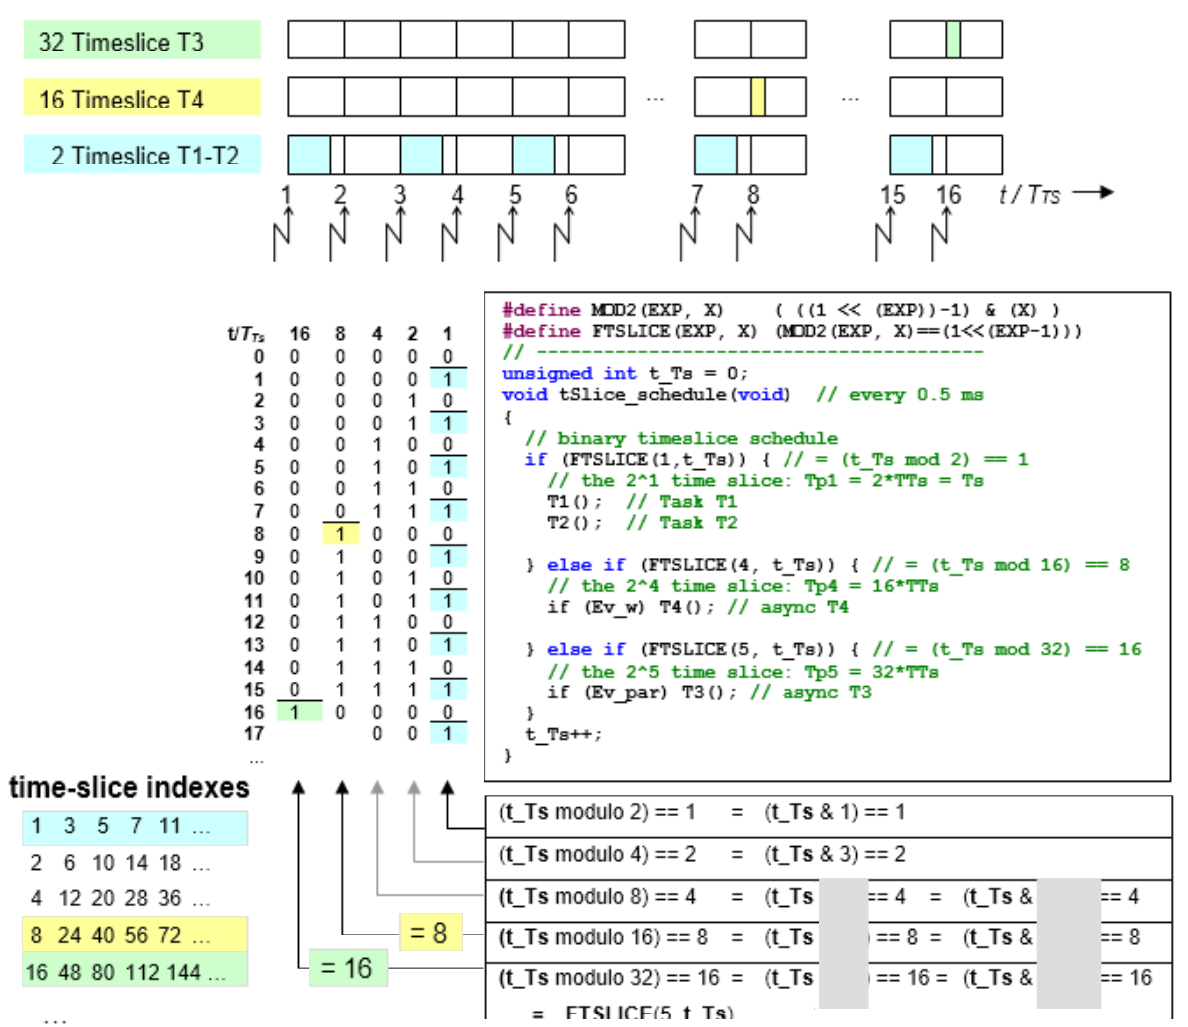 32 Timeslice T3
16 Timeslice T4
... ...
2 Timeslice T1-T2
1 2 3 4 5 6 7 8 15 16 t / TTS
t/TTs 16 8 4 2 1
0 0 0 0 0 0
1 0 0 0 0 1
2 0 0 0 1 0
3 0 0 0 1 1
4 0 0 1 0 0
5 0 0 1 0 1
6 0 0 1 1 0
7 0 0 1 1 1
8 0 1 0 0 0
9 0 1 0 0 1
10 0 1 0 1 0
11 0 1 0 1 1
12 0 1 1 0 0
13 0 1 1 0 1
14 0 1 1 1 0
15 0 1 1 1 1
16 1 0 0 0 0
17 0 0 1
...
#define MOD2(EXP, X) ( ((1 << (EXP))-1) & (X) )
#define FTSLICE(EXP, X) (MOD2(EXP, X)==(1<<(EXP-1)))
// ----------------------------------------
unsigned int t_Ts = 0;
void tSlice_schedule(void) // every 0.5 ms
{
// binary timeslice schedule
if (FTSLICE(1,t_Ts)) { // = (t_Ts mod 2) == 1
// the 2^1 time slice: Tp1 = 2*TTs = Ts
T1(); // Task T1
T2(); // Task T2
} else if (FTSLICE(4, t_Ts)) { // = (t_Ts mod 16) == 8
// the 2^4 time slice: Tp4 = 16*TTs
if (Ev_w) T4(); // async T4
} else if (FTSLICE(5, t_Ts)) { // = (t_Ts mod 32) == 16
// the 2^5 time slice: Tp5 = 32*TTs
if (Ev_par) T3(); // async T3
}
t_Ts++;
}
time-slice indexes
1 3 5 7 11 ...
2 6 10 14 18 ...
4 12 20 28 36 ...
8 24 40 56 72 ...
16 48 80 112 144 ...
...
= 8
= 16
(t_Ts modulo 2) == 1 = (t_Ts & 1) == 1
(t_Ts modulo 4) == 2 = (t_Ts & 3) == 2
(t_Ts modulo 8) == 4 = (t_Ts == 4 = (t_Ts & == 4
(t_Ts modulo 16) == 8 = (t_Ts ) == 8 = (t_Ts & == 8
(t_Ts modulo 32) == 16 = (t_Ts ) == 16 = (t_Ts & == 16
= FTSLICE(5, t_Ts)